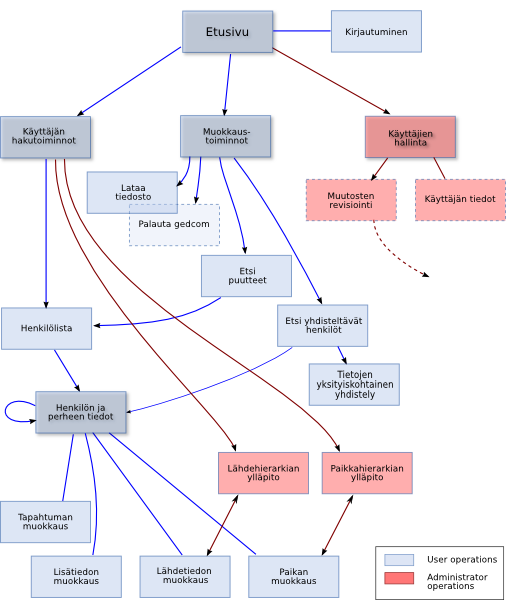 Etusivu
Kirjautuminen
Käyttäjän
hakutoiminnot
Muokkaus-
toiminnot
Käyttäjien
hallinta
Lataa
tiedosto
Palauta gedcom
Muutosten
revisiointi
Käyttäjän tiedot
Etsi
puutteet
Henkilölista
Etsi yhdisteltävät
henkilöt
Tietojen
yksityiskohtainen
yhdistely
Henkilön ja
perheen tiedot
Lähdehierarkian
ylläpito
Paikkahierarkian
ylläpito
Tapahtuman
muokkaus
Lisätiedon
muokkaus
Lähdetiedon
muokkaus
Paikan
muokkaus
User operations
Administrator
operations